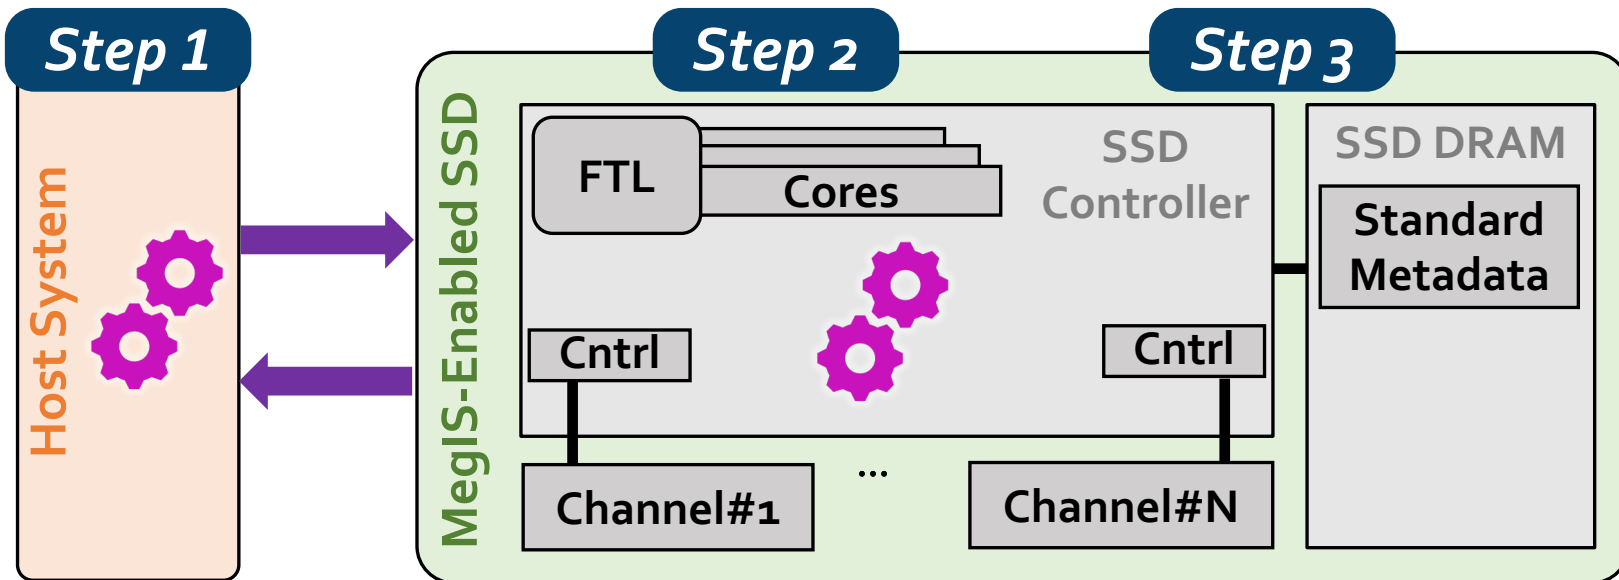 Step 1
Step 2
Step 3
Host System
MegIS-Enabled SSD
FTL
Cores
SSD
Controller
Cntrl
Cntrl
Channel#1
...
Channel#N
SSD DRAM
Standard
Metadata